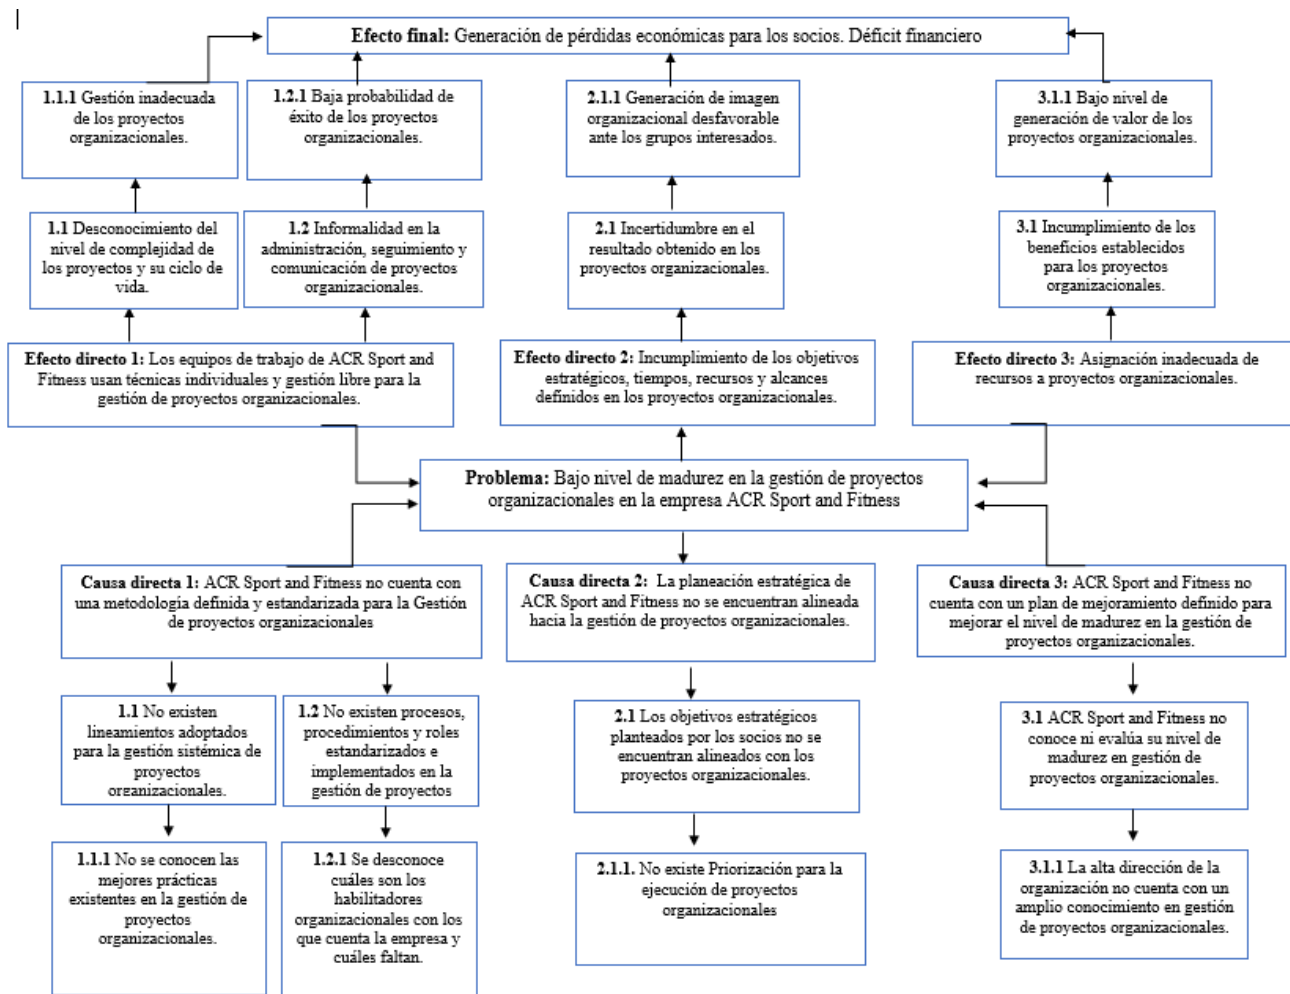 Efecto final: Generación de pérdidas económicas para los socios. Déficit financiero
1.1.1 Gestión inadecuada
de los proyectos
organizacionales.
1.2.1 Baja probabilidad de
éxito de los proyectos
organizacionales.
2.1.1 Generación de imagen
organizacional desfavorable
ante los grupos interesados.
3.1.1 Bajo nivel de
generación de valor de los
proyectos organizacionales.
1.1 Desconocimiento del
nivel de complejidad de
los proyectos y su ciclo de
vida.
1.2 Informalidad en la
administración, seguimiento y
comunicación de proyectos
organizacionales.
2.1 Incertidumbre en el
resultado obtenido en los
proyectos organizacionales.
3.1 Incumplimiento de los
beneficios establecidos
para los proyectos
organizacionales.
Efecto directo 1: Los equipos de trabajo de ACR Sport and
Fitness usan técnicas individuales y gestión libre para la
gestión de proyectos organizacionales.
Efecto directo 2: Incumplimiento de los objetivos
estratégicos, tiempos, recursos y alcances
definidos en los proyectos organizacionales.
Efecto directo 3: Asignación inadecuada de
recursos a proyectos organizacionales.
Problema: Bajo nivel de madurez en la gestión de proyectos
organizacionales en la empresa ACR Sport and Fitness
Causa directa 1: ACR Sport and Fitness no cuenta con
una metodología definida y estandarizada para la Gestión
de proyectos organizacionales
Causa directa 2: La planeación estratégica de
ACR Sport and Fitness no se encuentran alineada
hacia la gestión de proyectos organizacionales.
Causa directa 3: ACR Sport and Fitness no
cuenta con un plan de mejoramiento definido para
mejorar el nivel de madurez en la gestión de
proyectos organizacionales.
1.1 No existen
lineamientos adoptados
para la gestión sistémica de
proyectos
organizacionales.
1.2 No existen procesos,
procedimientos y roles
estandarizados e
implementados en la
gestión de proyectos
2.1 Los objetivos estratégicos
planteados por los socios no se
encuentran alineados con los
proyectos organizacionales.
3.1 ACR Sport and Fitness no
conoce ni evalúa su nivel de
madurez en gestión de
proyectos organizacionales.
1.1.1 No se conocen las
mejores prácticas
existentes en la gestión de
proyectos
organizacionales.
1.2.1 Se desconoce
cuáles son los
habilitadores
organizacionales con los
que cuenta la empresa y
cuáles faltan.
2.1.1. No existe Priorización para la
ejecución de proyectos
organizacionales
3.1.1 La alta dirección de la
organización no cuenta con un
amplio conocimiento en gestión
de proyectos organizacionales.